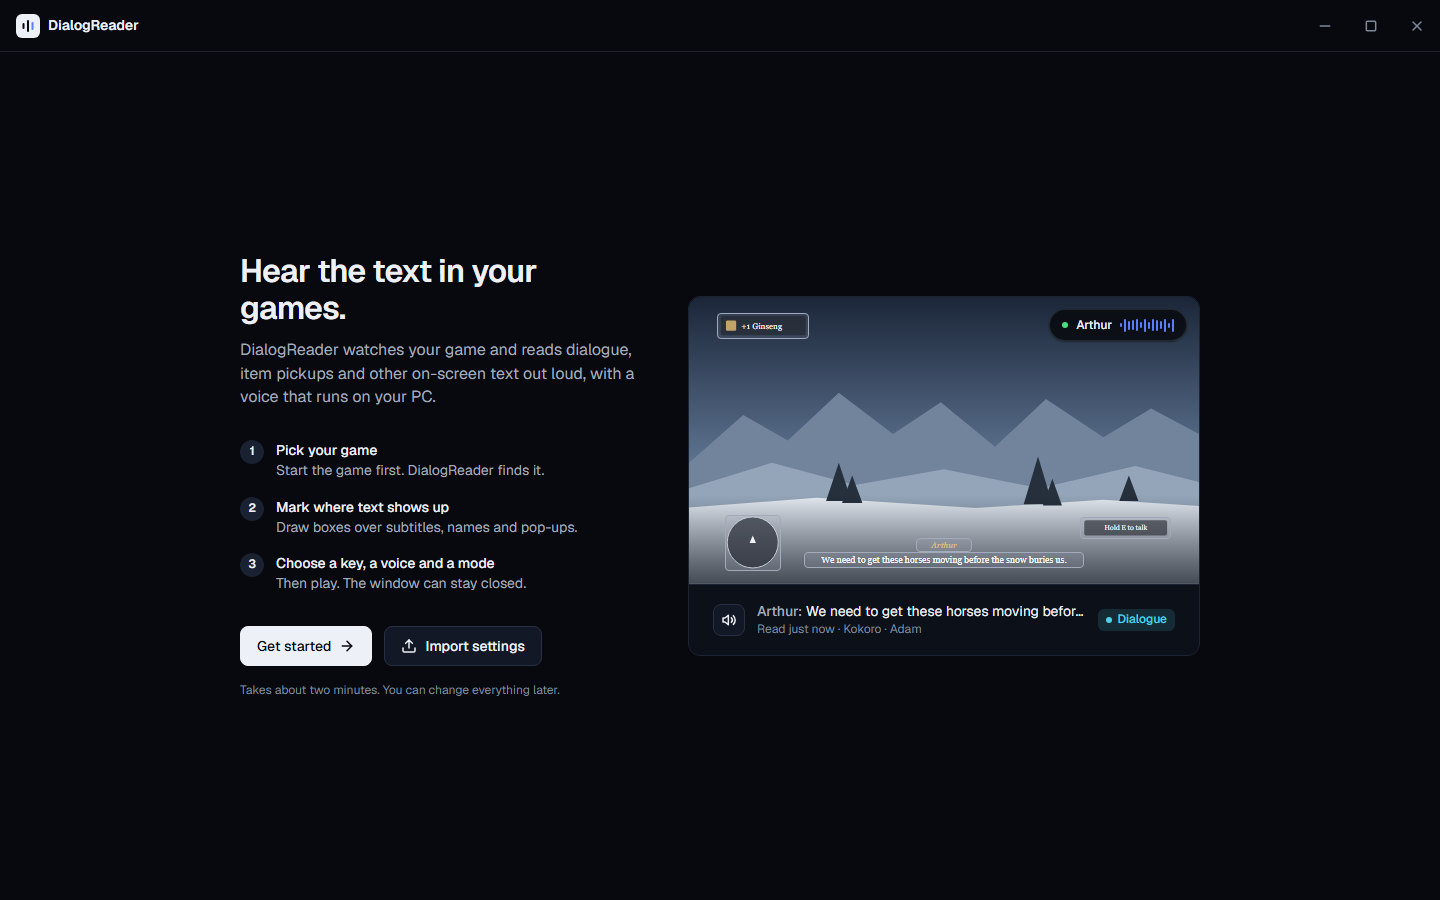 DialogReader
Hear the text in your
games.
DialogReader watches your game and reads dialogue,
item pickups and other on-screen text out loud, with a
voice that runs on your PC.
1
Pick your game
Start the game first. DialogReader finds it.
2
Mark where text shows up
Draw boxes over subtitles, names and pop-ups.
3
Choose a key, a voice and a mode
Then play. The window can stay closed.
Get started
Import settings
Takes about two minutes. You can change everything later.
+1 Ginseng
Arthur
Hold E to talk
Arthur
We need to get these horses moving before the snow buries us.
Arthur: We need to get these horses moving befor...
Read just now · Kokoro · Adam
Dialogue